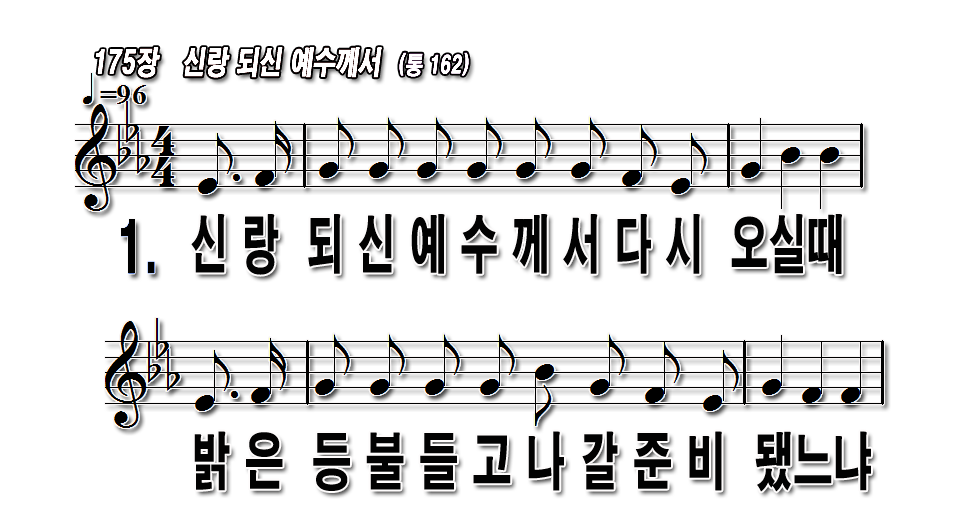 175장 신랑 되신 예수께서 (통 162)
♩=96
4/4
1. 신랑 되신예수께서다시 오실때
밝은 등불들고나갈준비 됐느냐